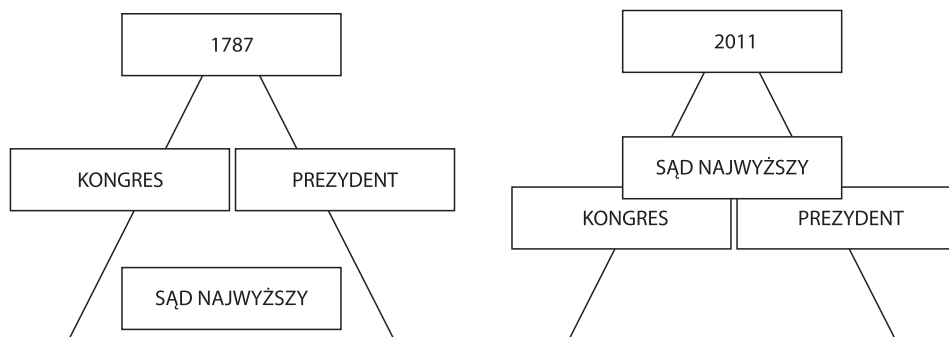 1787
KONGRES
PREZYDENT
SĄD NAJWYŻSZY
2011
SĄD NAJWYŻSZY
KONGRES
PREZYDENT